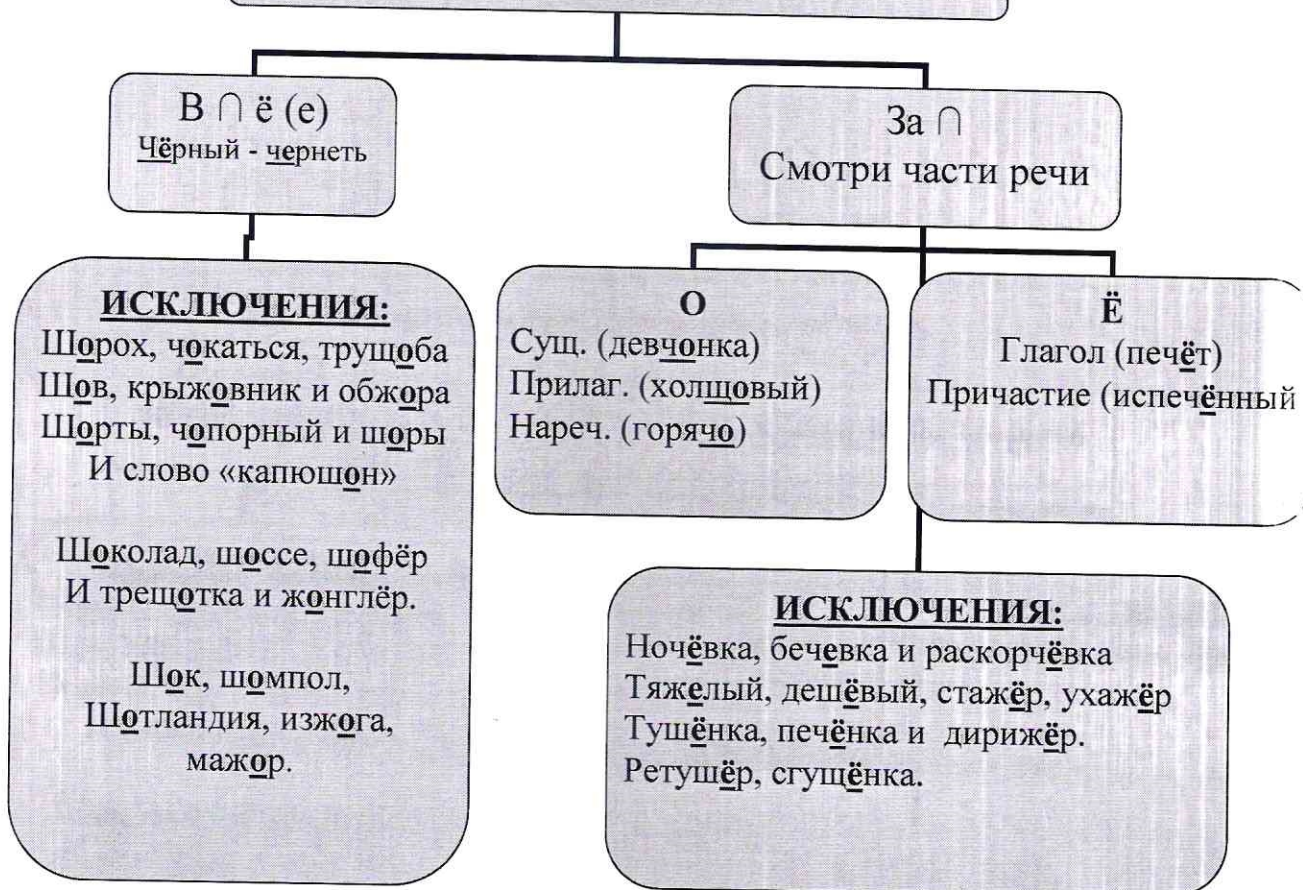 В ∩ ё (е)
Чёрный - чернеть
За ∩
Смотри части речи
ИСКЛЮЧЕНИЯ:
Шорох, чокаться, трущоба
Шов, крыжовник и обжора
Шорты, чопорный и шоры
И слово «капюшон»
Шоколад, шоссе, шофёр
И трещотка и жонглёр.
Шок, шомпол,
Шотландия, изжога,
мажор.
О
Сущ. (девчонка)
Прилаг. (холщовый)
Нареч. (горячо)
Ё
Глагол (печёт)
Причастие (испечённый
ИСКЛЮЧЕНИЯ:
Ночёвка, бечевка и раскорчёвка
Тяжелый, дешёвый, стажёр, ухажёр
Тушёнка, печёнка и дирижёр.
Ретушёр, сгущёнка.